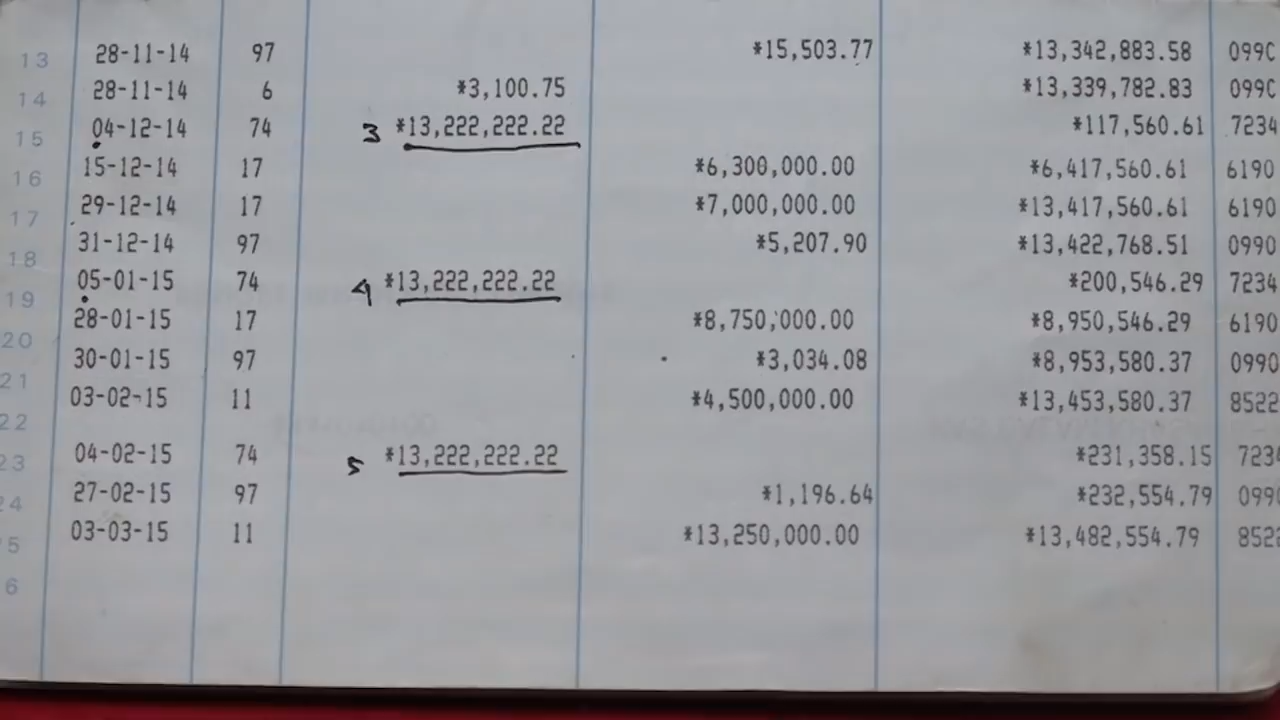 13 28-11-14 97 *15,503.77 *13,342,883.58 099C
14 28-11-14 6 *3,100.75 *13,339,782.83 099C
15 04-12-14 74 3 *13,222,222.22 *117,560.61 7234
16 15-12-14 17 *6,300,000.00 *6,417,560.61 6190
17 29-12-14 17 *7,000,000.00 *13,417,560.61 6190
18 31-12-14 97 *5,207.90 *13,422,768.51 0990
19 05-01-15 74 4 *13,222,222.22 *200,546.29 7234
20 28-01-15 17 *8,750,000.00 *8,950,546.29 6190
21 30-01-15 97 *3,034.08 *8,953,580.37 0990
22 03-02-15 11 *4,500,000.00 *13,453,580.37 8522
23 04-02-15 74 5 *13,222,222.22 *231,358.15 7234
24 27-02-15 97 *1,196.64 *232,554.79 099
5 03-03-15 11 *13,250,000.00 *13,482,554.79 8522
6